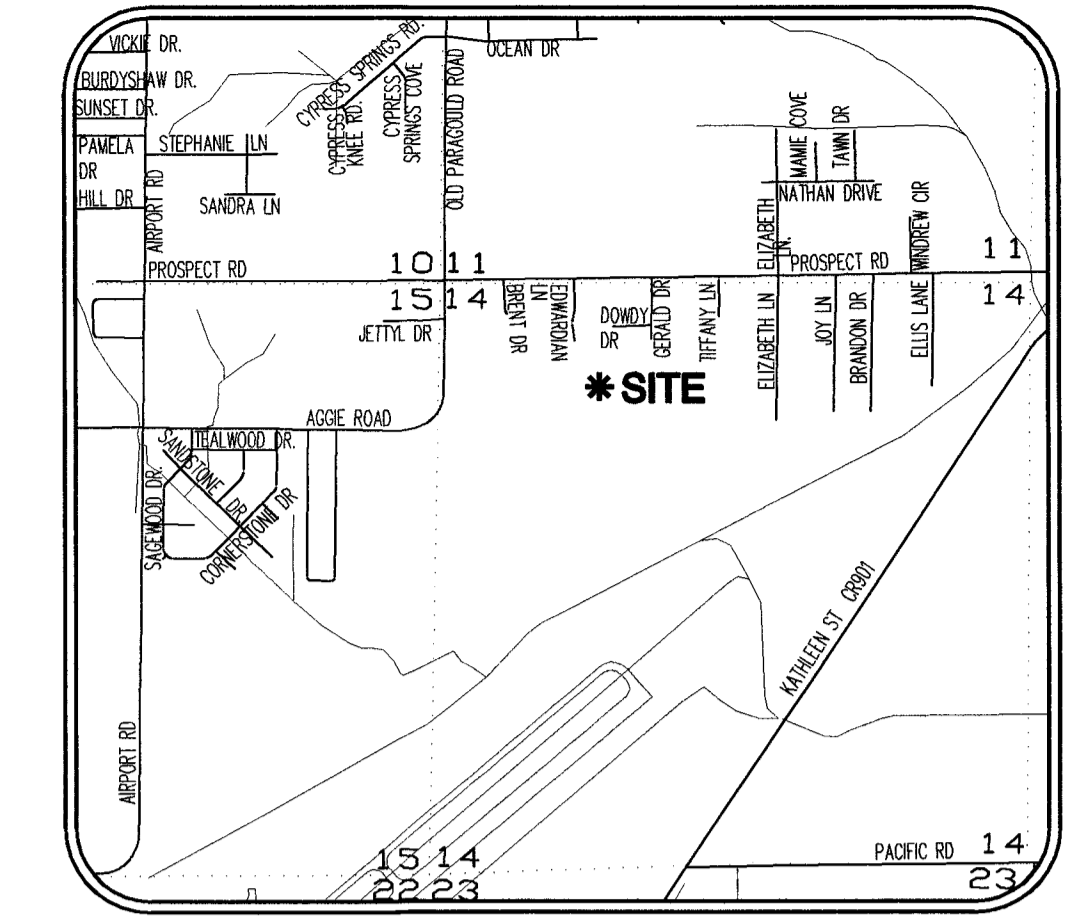 VICKIE DR.
BURDYSHAW DR.
SUNSET DR.
PAMELA
DR
HILL DR
AIRPORT RD
STEPHANIE LN
SANDRA LN
CYPRESS SPRINGS RD.
CYPRESS
KNEE RD.
CYPRESS
SPRINGS COVE
OLD PARAGOULD ROAD
OCEAN DR
MAMIE COVE
TAWN DR
NATHAN DRIVE
ELIZABETH
LN.
WINDREW CIR
PROSPECT RD
10 11
PROSPECT RD
11
15 14
14
JETTYL DR
BRENT DR
EDWARDIAN
LN
DOWDY
DR
GERALD DR
TIFFANY LN
ELIZABETH LN
JOY LN
BRANDON DR
ELLIS LANE
* SITE
AGGIE ROAD
TEALWOOD DR.
SANDSTONE DR
SAGEWOOD DR.
CORNERSTONE DR
KATHLEEN ST CR901
AIRPORT RD
15 14
22 23
PACIFIC RD
14
23